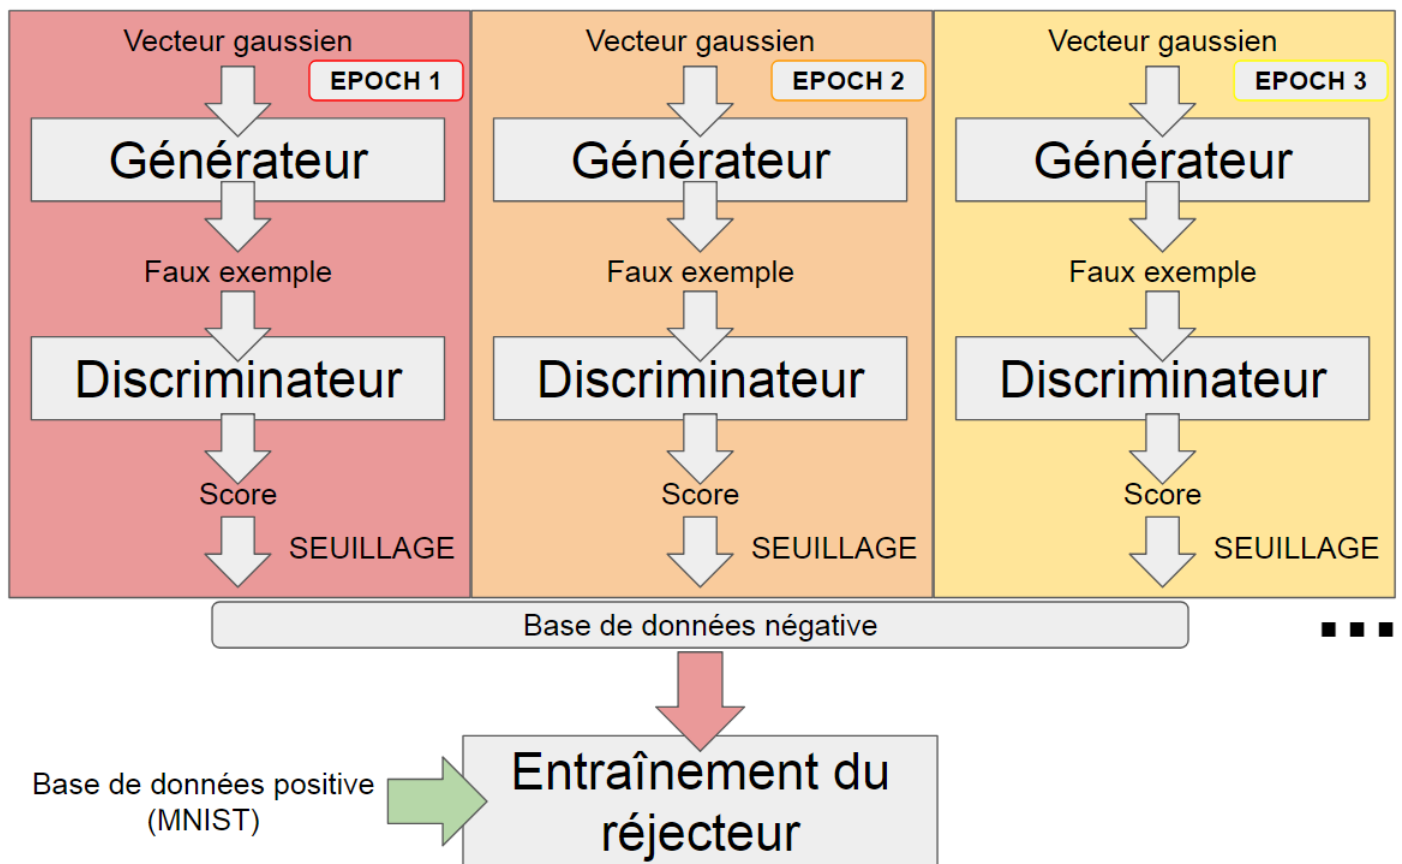 Vecteur gaussien
EPOCH 1
Générateur
Faux exemple
Discriminateur
Score
SEUILLAGE
Vecteur gaussien
EPOCH 2
Générateur
Faux exemple
Discriminateur
Score
SEUILLAGE
Vecteur gaussien
EPOCH 3
Générateur
Faux exemple
Discriminateur
Score
SEUILLAGE
Base de données négative
...
Base de données positive
(MNIST)
Entraînement du
réjecteur